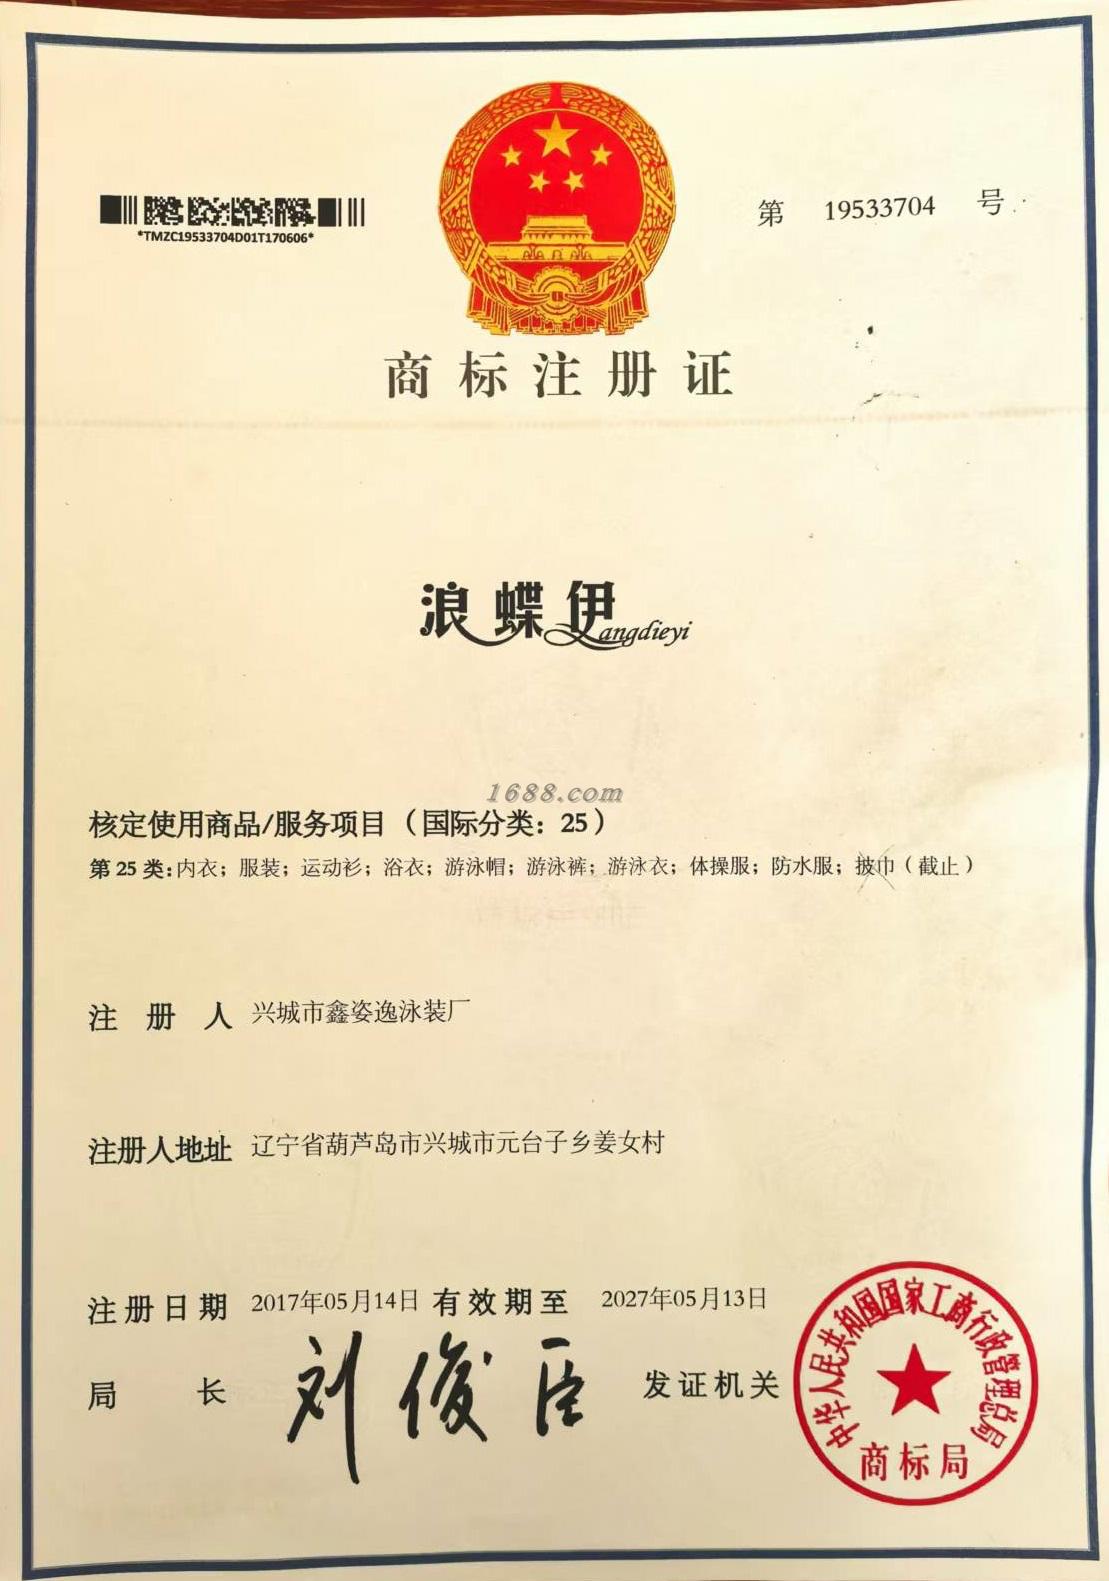 第 19533704 号
*TMZC19533704D01T170606*
商标注册证
浪蝶伊
Langdieyi
1688.com
核定使用商品/服务项目（国际分类：25）
第25类:内衣；服装；运动衫；浴衣；游泳帽；游泳裤；游泳衣；体操服；防水服；披巾（截止）
注册人 兴城市鑫姿逸泳装厂
注册人地址 辽宁省葫芦岛市兴城市元台子乡姜女村
注册日期 2017年05月14日 有效期至 2027年05月13日
局长 刘俊臣 发证机关
中华人民共和国国家工商行政管理总局
商标局